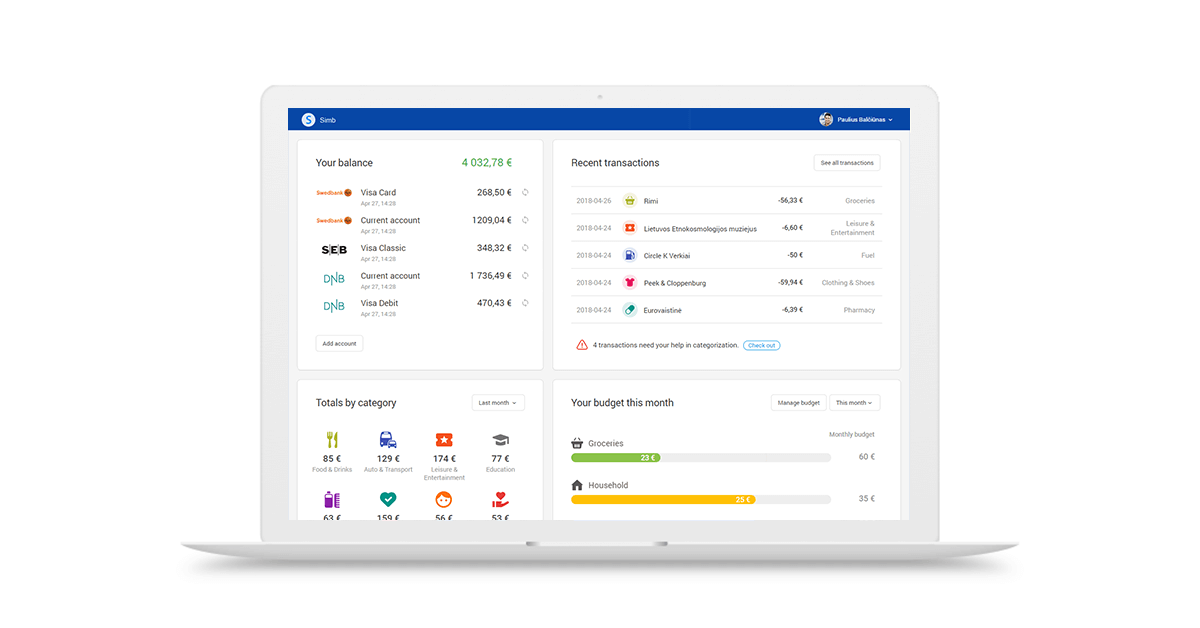 S Simb
Paulius Balčiūnas
Your balance 4 032,78 €
Swedbank Visa Card 268,50 €
Apr 27, 14:28
Swedbank Current account 1209,04 €
Apr 27, 14:28
SEB Visa Classic 348,32 €
Apr 27, 14:28
DNB Current account 1 736,49 €
Apr 27, 14:28
DNB Visa Debit 470,43 €
Apr 27, 14:28
Add account
Recent transactions See all transactions
2018-04-26 Rimi -56,33 € Groceries
2018-04-24 Lietuvos Etnokosmologijos muziejus -6,60 € Leisure &
Entertainment
2018-04-24 Circle K Verkiai -50 € Fuel
2018-04-24 Peek & Cloppenburg -59,94 € Clothing & Shoes
2018-04-24 Eurovaistinė -6,39 € Pharmacy
4 transactions need your help in categorization. Check out
Totals by category Last month
85 € 129 € 174 € 77 €
Food & Drinks Auto & Transport Leisure & Education
Entertainment
63 € 159 € 56 € 53 €
Your budget this month Manage budget This month
Monthly budget
Groceries
23 € 60 €
Household
25 € 35 €